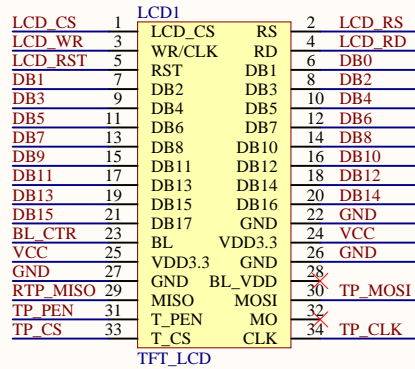 LCD1
LCD_CS 1 LCD_CS RS 2 LCD_RS
LCD_WR 3 WR/CLK RD 4 LCD_RD
LCD_RST 5 RST DB1 6 DB0
DB1 7 DB2 DB3 8 DB2
DB3 9 DB4 DB5 10 DB4
DB5 11 DB6 DB7 12 DB6
DB7 13 DB8 DB10 14 DB8
DB9 15 DB11 DB12 16 DB10
DB11 17 DB13 DB14 18 DB12
DB13 19 DB15 DB16 20 DB14
DB15 21 DB17 GND 22 GND
BL_CTR 23 BL VDD3.3 24 VCC
VCC 25 VDD3.3 GND 26 GND
GND 27 GND BL_VDD 28
RTP_MISO 29 MISO MOSI 30 TP_MOSI
TP_PEN 31 T_PEN MO 32
TP_CS 33 T_CS CLK 34 TP_CLK
TFT_LCD